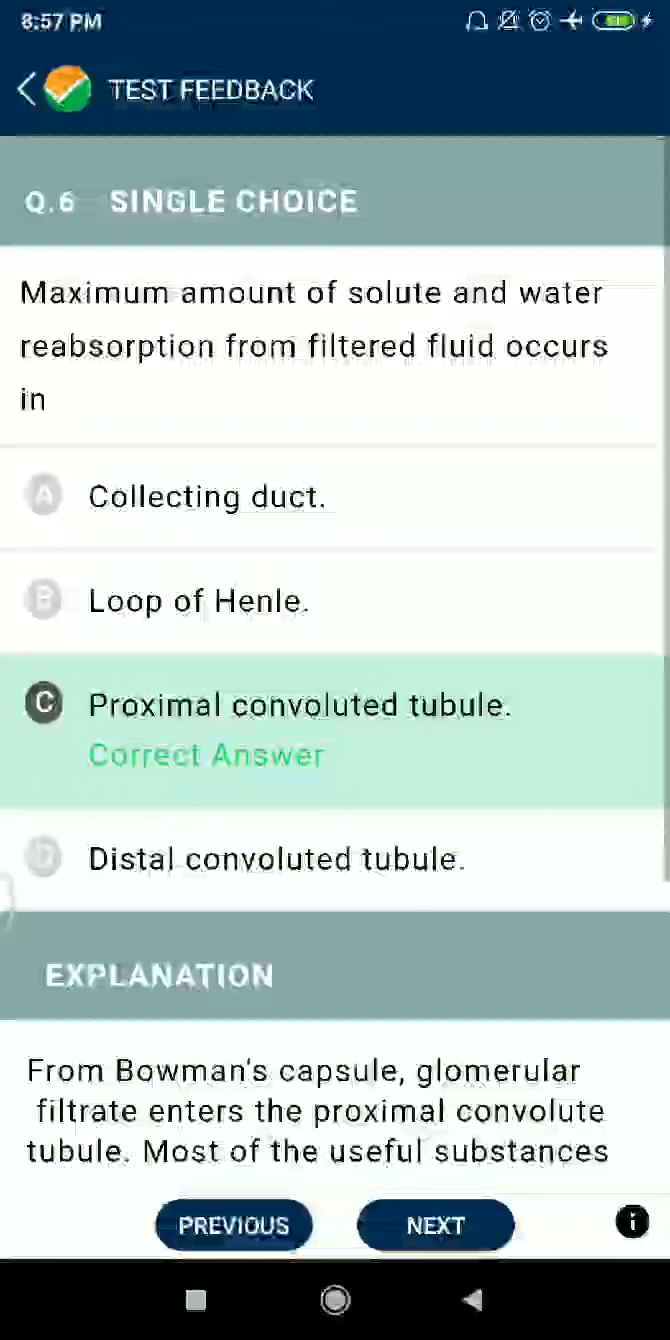 8:57 PM
TEST FEEDBACK
Q.6 SINGLE CHOICE
Maximum amount of solute and water
reabsorption from filtered fluid occurs
in
A Collecting duct.
B Loop of Henle.
C Proximal convoluted tubule.
Correct Answer
D Distal convoluted tubule.
EXPLANATION
From Bowman's capsule, glomerular
filtrate enters the proximal convolute
tubule. Most of the useful substances
PREVIOUS NEXT i